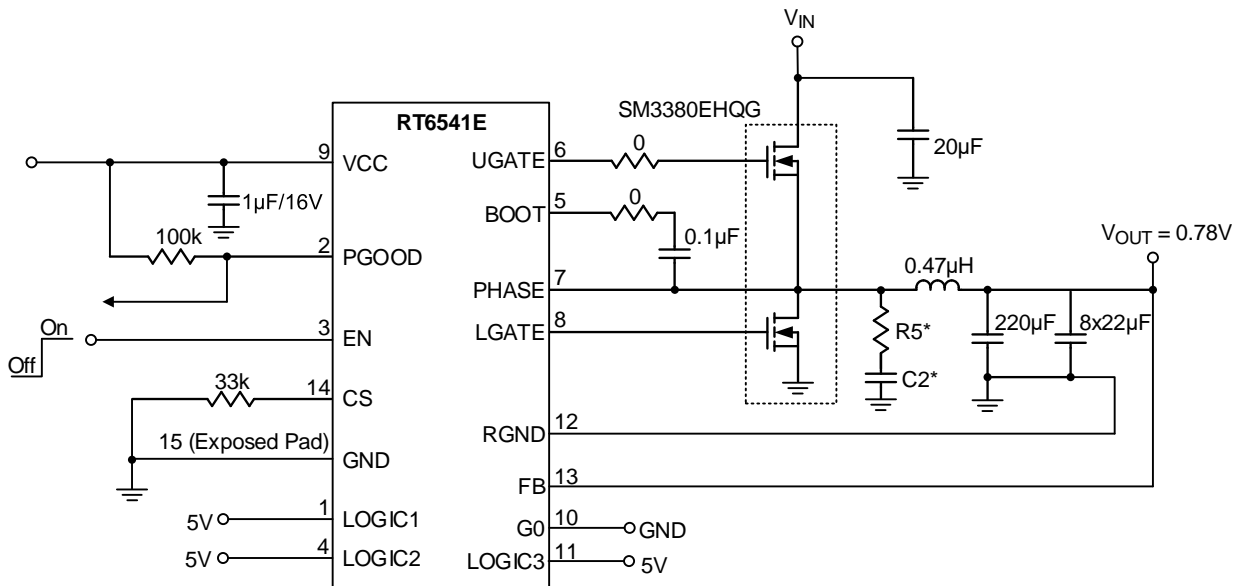 V_IN
SM3380EHQG
RT6541E
20µF
9
VCC
UGATE
6
0
1µF/16V
BOOT
5
0
0.1µF
V_OUT = 0.78V
100k
2
PGOOD
0.47µH
PHASE
7
On
Off
3
EN
LGATE
8
R5*
220µF
8x22µF
C2*
33k
14
CS
15 (Exposed Pad)
GND
RGND
12
FB
13
5V
1
LOGIC1
G0
10
GND
5V
4
LOGIC2
LOGIC3
11
5V